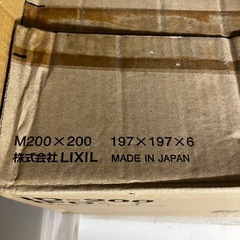 M200×200 197×197×6
株式会社 LIXIL MADE IN JAPAN